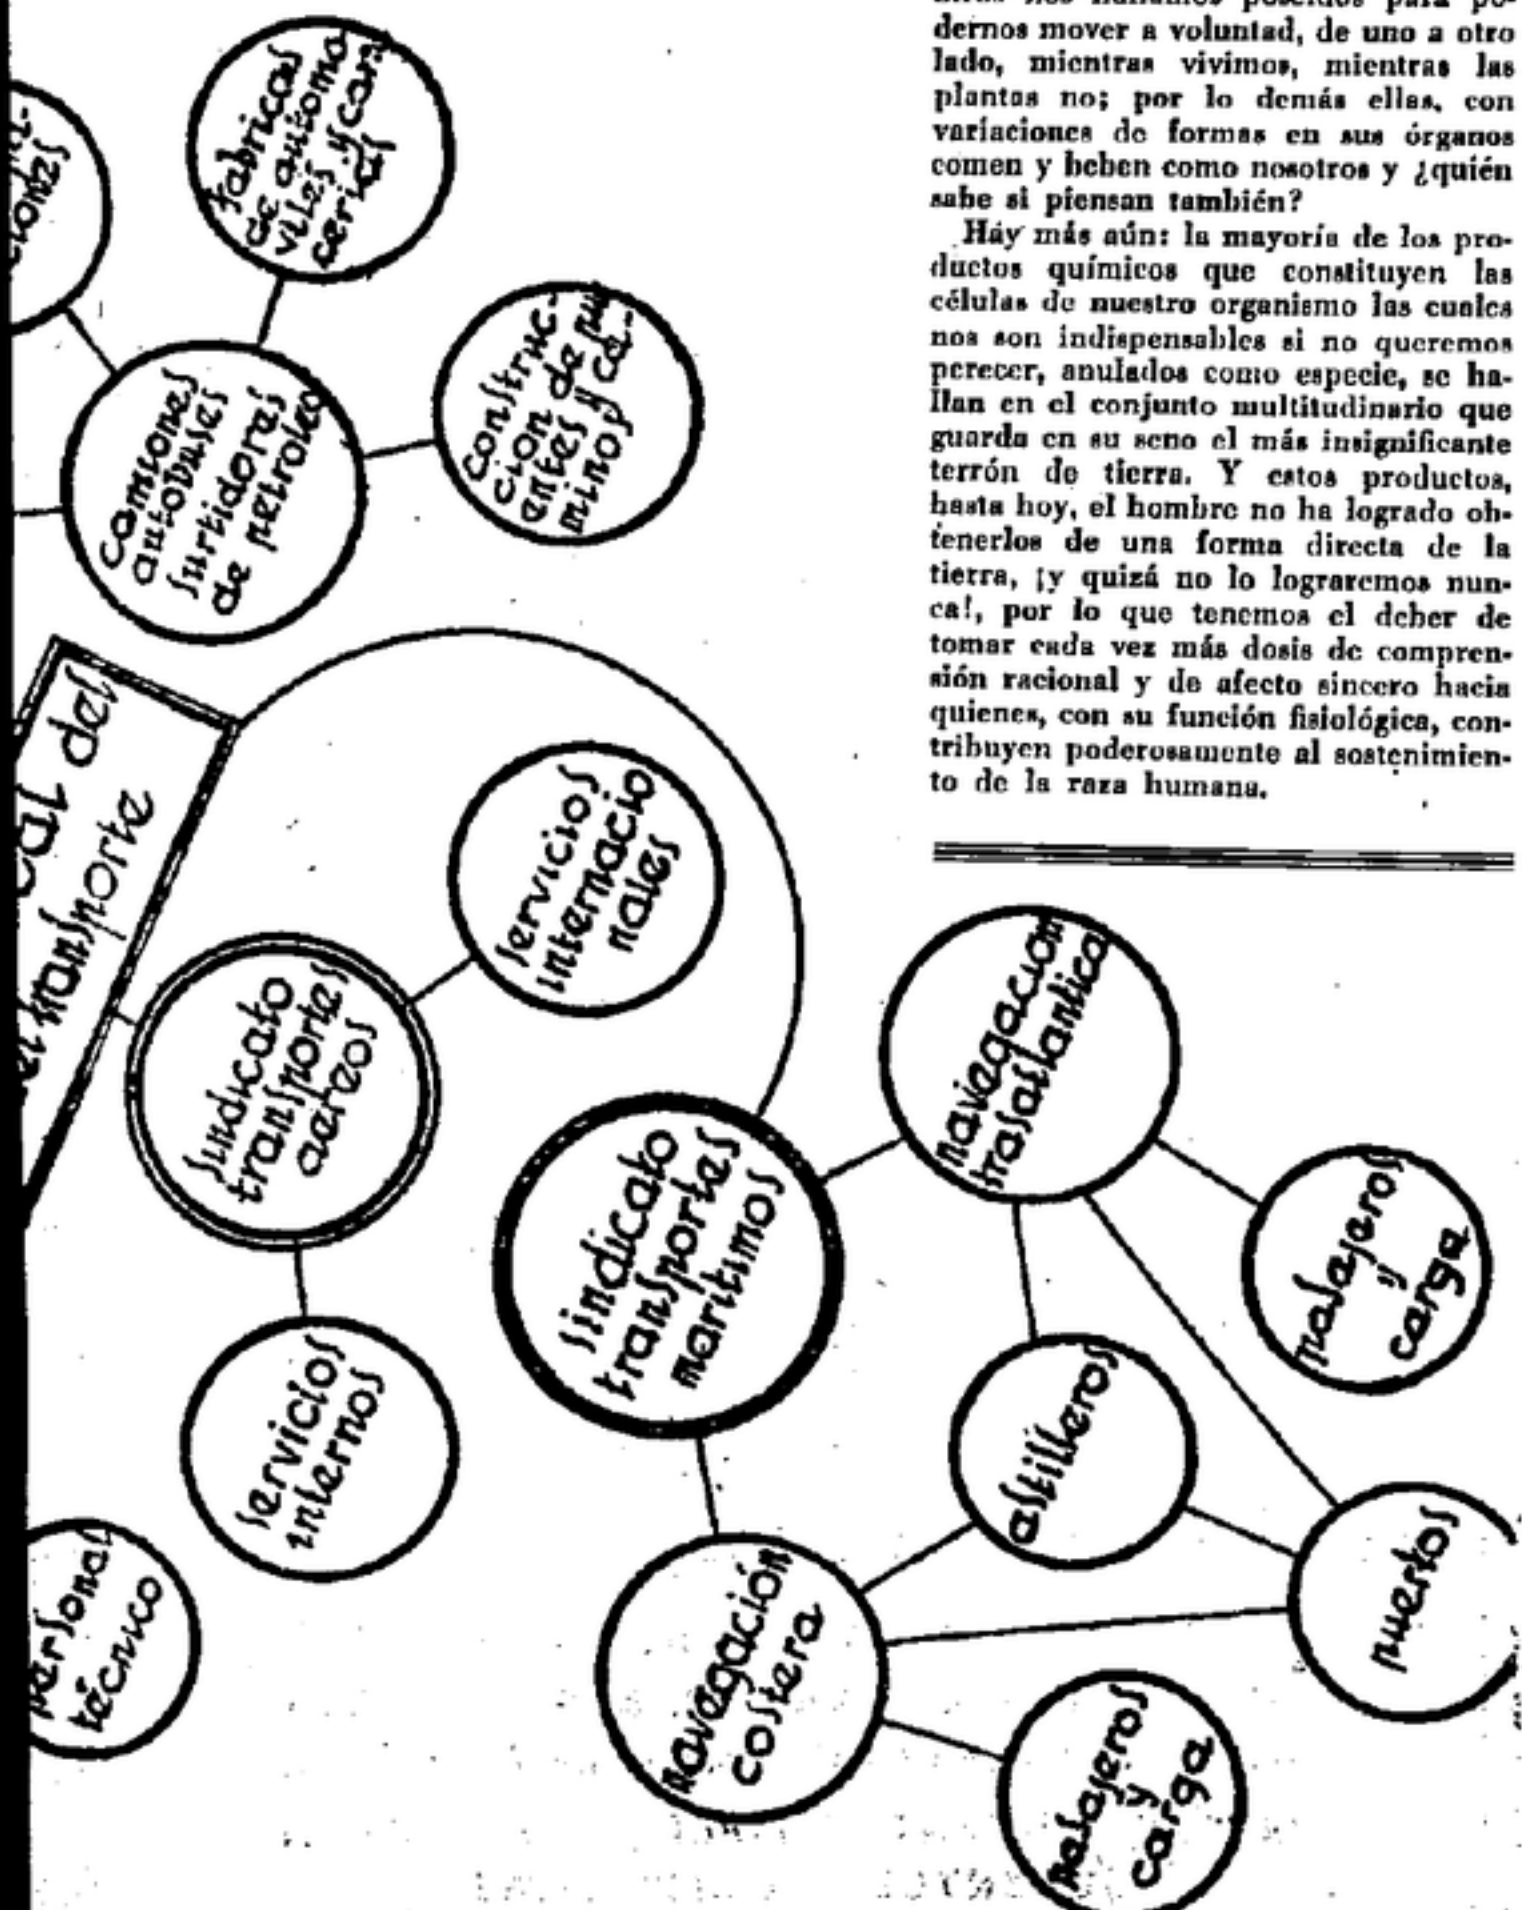 dernos mover a voluntad, de uno a otro
lado, mientras vivimos, mientras las
plantas no; por lo demás ellas, con
variaciones de formas en sus órganos
comen y beben como nosotros y ¿quién
sabe si piensan también?
Háy más aún: la mayoría de los pro-
ductos químicos que constituyen las
células de nuestro organismo las cuales
nos son indispensables si no queremos
perecer, anulados como especie, se ha-
llan en el conjunto multitudinario que
guarda en su seno el más insignificante
terrón de tierra. Y estos productos,
hasta hoy, el hombre no ha logrado ob-
tenerlos de una forma directa de la
tierra, ¡y quizá no lo lograremos nun-
ca!, por lo que tenemos el deber de
tomar cada vez más dosis de compren-
sión racional y de afecto sincero hacia
quienes, con su función fisiológica, con-
tribuyen poderosamente al sostenimien-
to de la raza humana.
fabricas
de automo
viles y carro
cerias
construc-
cion de pu
entes y ca-
minos
camiones
autobuses
surtidores
de petroleo
del
transporte
servicios
internacio
nales
sindicato
transportes
aereos
servicios
internos
personal
técnico
sindicato
transportes
maritimos
navegacion
trasatlantica
pasajeros
y
carga
astilleros
puertos
navegación
costera
pasajeros
y
carga